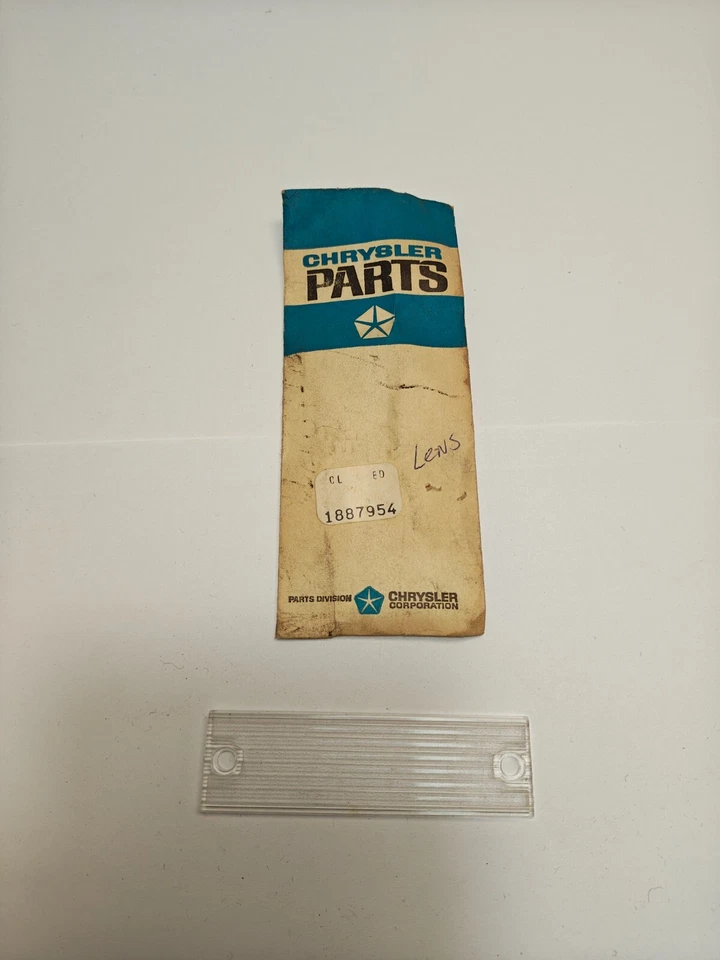 CHRYSLER
PARTS
Lens
CL ED
1887954
PARTS DIVISION CHRYSLER
CORPORATION